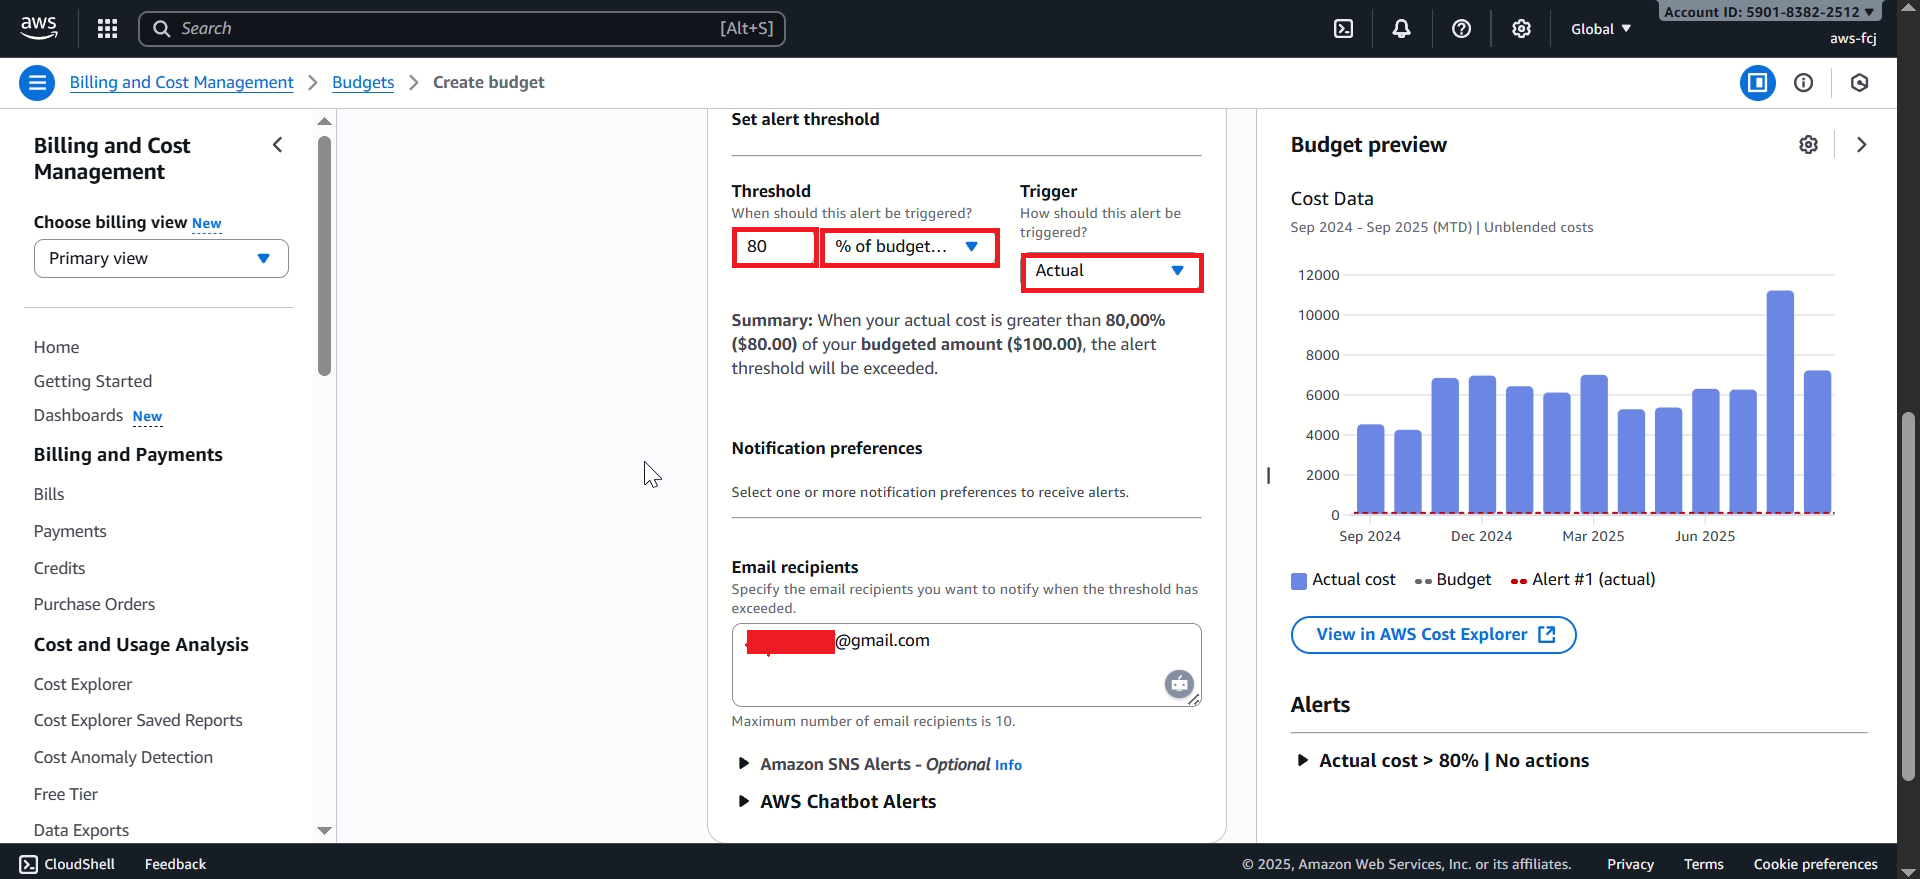 aws
Search
[Alt+S]
Global
Account ID: 5901-8382-2512
aws-fcj
Billing and Cost Management
Budgets
Create budget
Billing and Cost
Management
Choose billing view New
Primary view
Home
Getting Started
Dashboards New
Billing and Payments
Bills
Payments
Credits
Purchase Orders
Cost and Usage Analysis
Cost Explorer
Cost Explorer Saved Reports
Cost Anomaly Detection
Free Tier
Data Exports
Set alert threshold
Threshold
When should this alert be triggered?
80
% of budget...
Trigger
How should this alert be
triggered?
Actual
Summary: When your actual cost is greater than 80,00%
($80.00) of your budgeted amount ($100.00), the alert
threshold will be exceeded.
Notification preferences
Select one or more notification preferences to receive alerts.
Email recipients
Specify the email recipients you want to notify when the threshold has
exceeded.
@gmail.com
Maximum number of email recipients is 10.
Amazon SNS Alerts - Optional Info
AWS Chatbot Alerts
Budget preview
Cost Data
Sep 2024 - Sep 2025 (MTD) | Unblended costs
12000
10000
8000
6000
4000
2000
0
Sep 2024
Dec 2024
Mar 2025
Jun 2025
Actual cost
Budget
Alert #1 (actual)
View in AWS Cost Explorer
Alerts
Actual cost > 80% | No actions
CloudShell
Feedback
© 2025, Amazon Web Services, Inc. or its affiliates.
Privacy
Terms
Cookie preferences